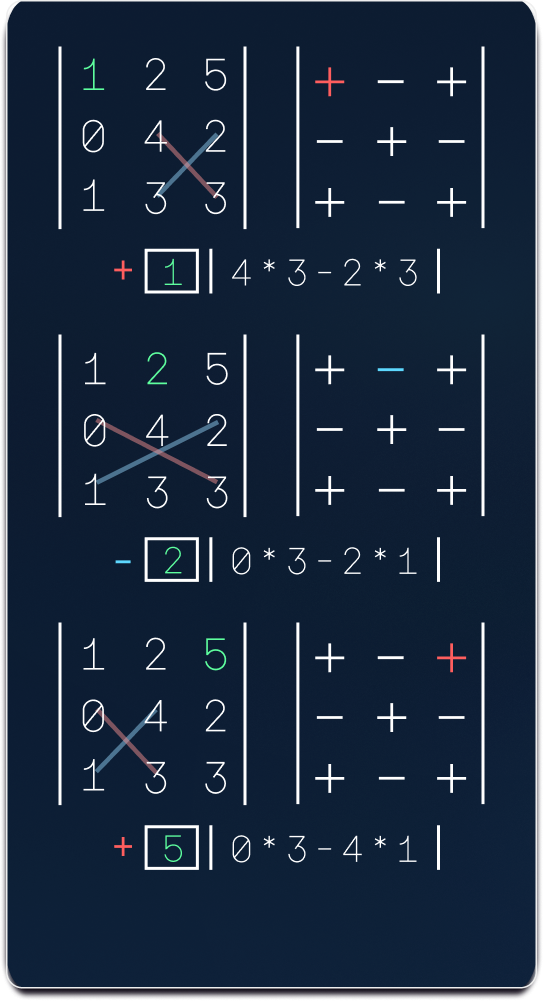 1 2 5 + − +
0 4 2 − + −
1 3 3 + − +
+ 1 | 4*3-2*3 |
1 2 5 + − +
0 4 2 − + −
1 3 3 + − +
- 2 | 0*3-2*1 |
1 2 5 + − +
0 4 2 − + −
1 3 3 + − +
+ 5 | 0*3-4*1 |